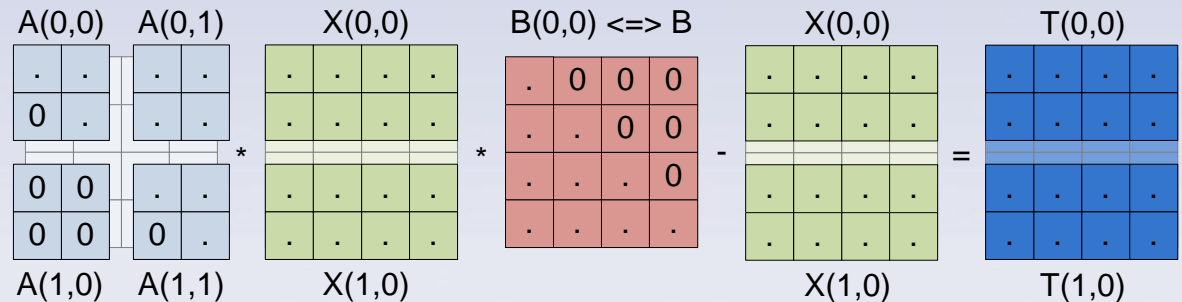 A(0,0) A(0,1) X(0,0) B(0,0) <=> B X(0,0) T(0,0)
. . . . . . . . . 0 0 0 . . . . . . . .
0 . . . . . . . . . 0 0 . . . . . . . .
* * - =
0 0 . . . . . . . . . 0 . . . . . . . .
0 0 0 . . . . . . . . . . . . . . . . .
A(1,0) A(1,1) X(1,0) X(1,0) T(1,0)